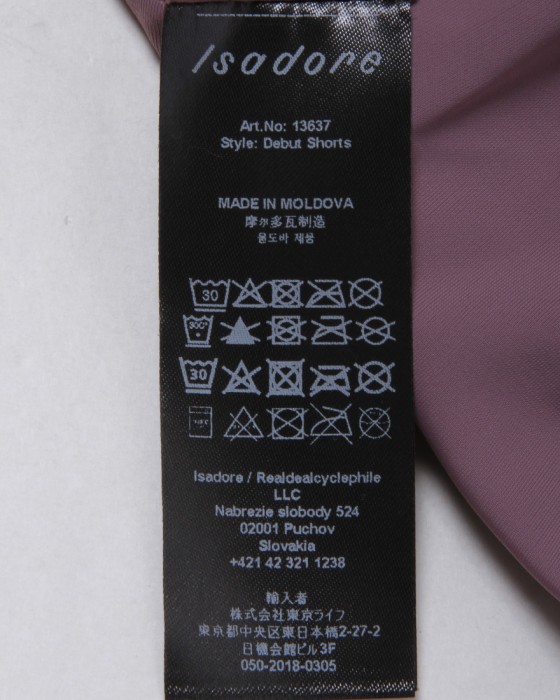 Isadore
Art.No: 13637
Style: Debut Shorts
MADE IN MOLDOVA
摩尔多瓦制造
몰도바 제품
30
30
Isadore / Realdealcyclephile
LLC
Nabrezie slobody 524
02001 Puchov
Slovakia
+421 42 321 1238
輸入者
株式会社東京ライフ
東京都中央区東日本橋2-27-2
日機会館ビル3F
050-2018-0305